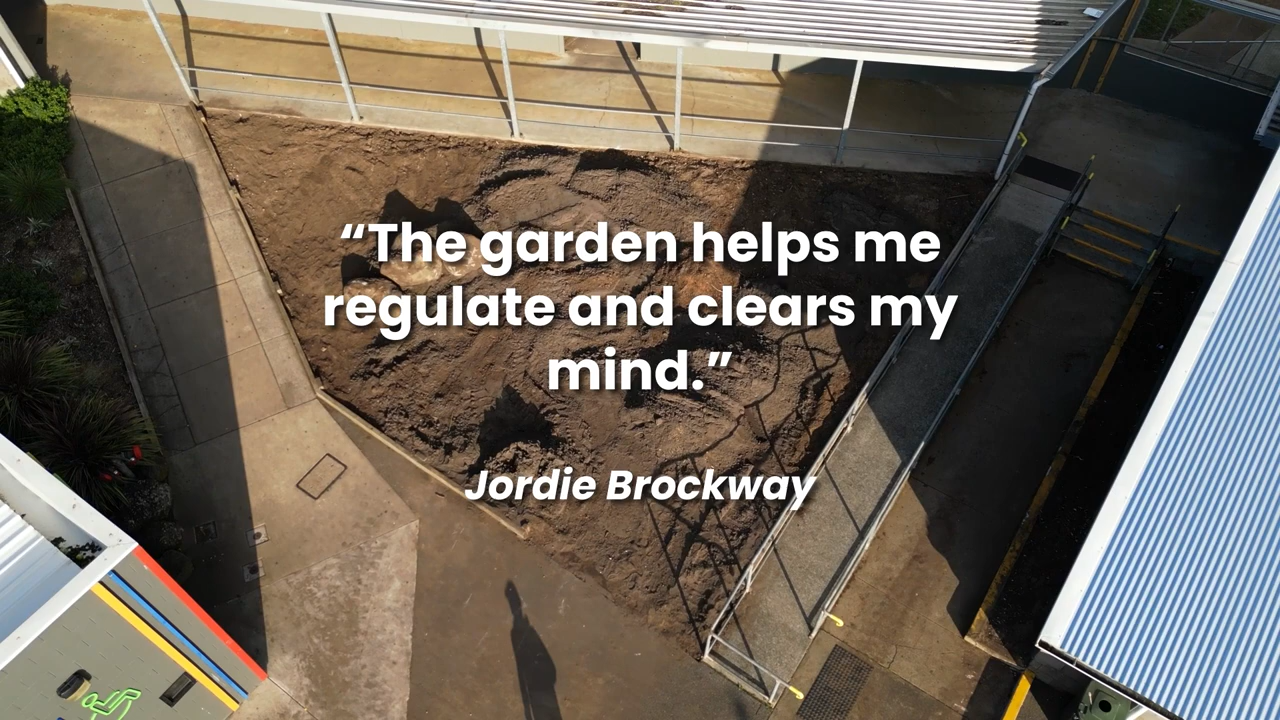 “The garden helps me
regulate and clears my
mind.”
Jordie Brockway